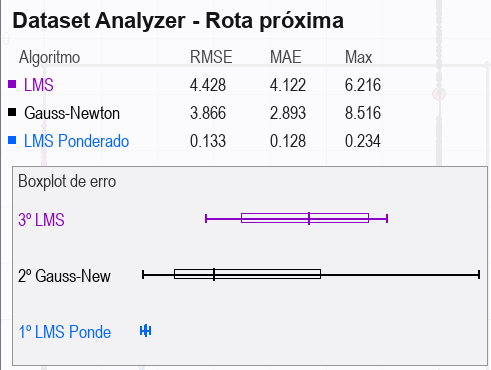 Dataset Analyzer - Rota próxima
Algoritmo RMSE MAE Max
LMS 4.428 4.122 6.216
Gauss-Newton 3.866 2.893 8.516
LMS Ponderado 0.133 0.128 0.234
Boxplot de erro
3º LMS
2º Gauss-New
1º LMS Ponde